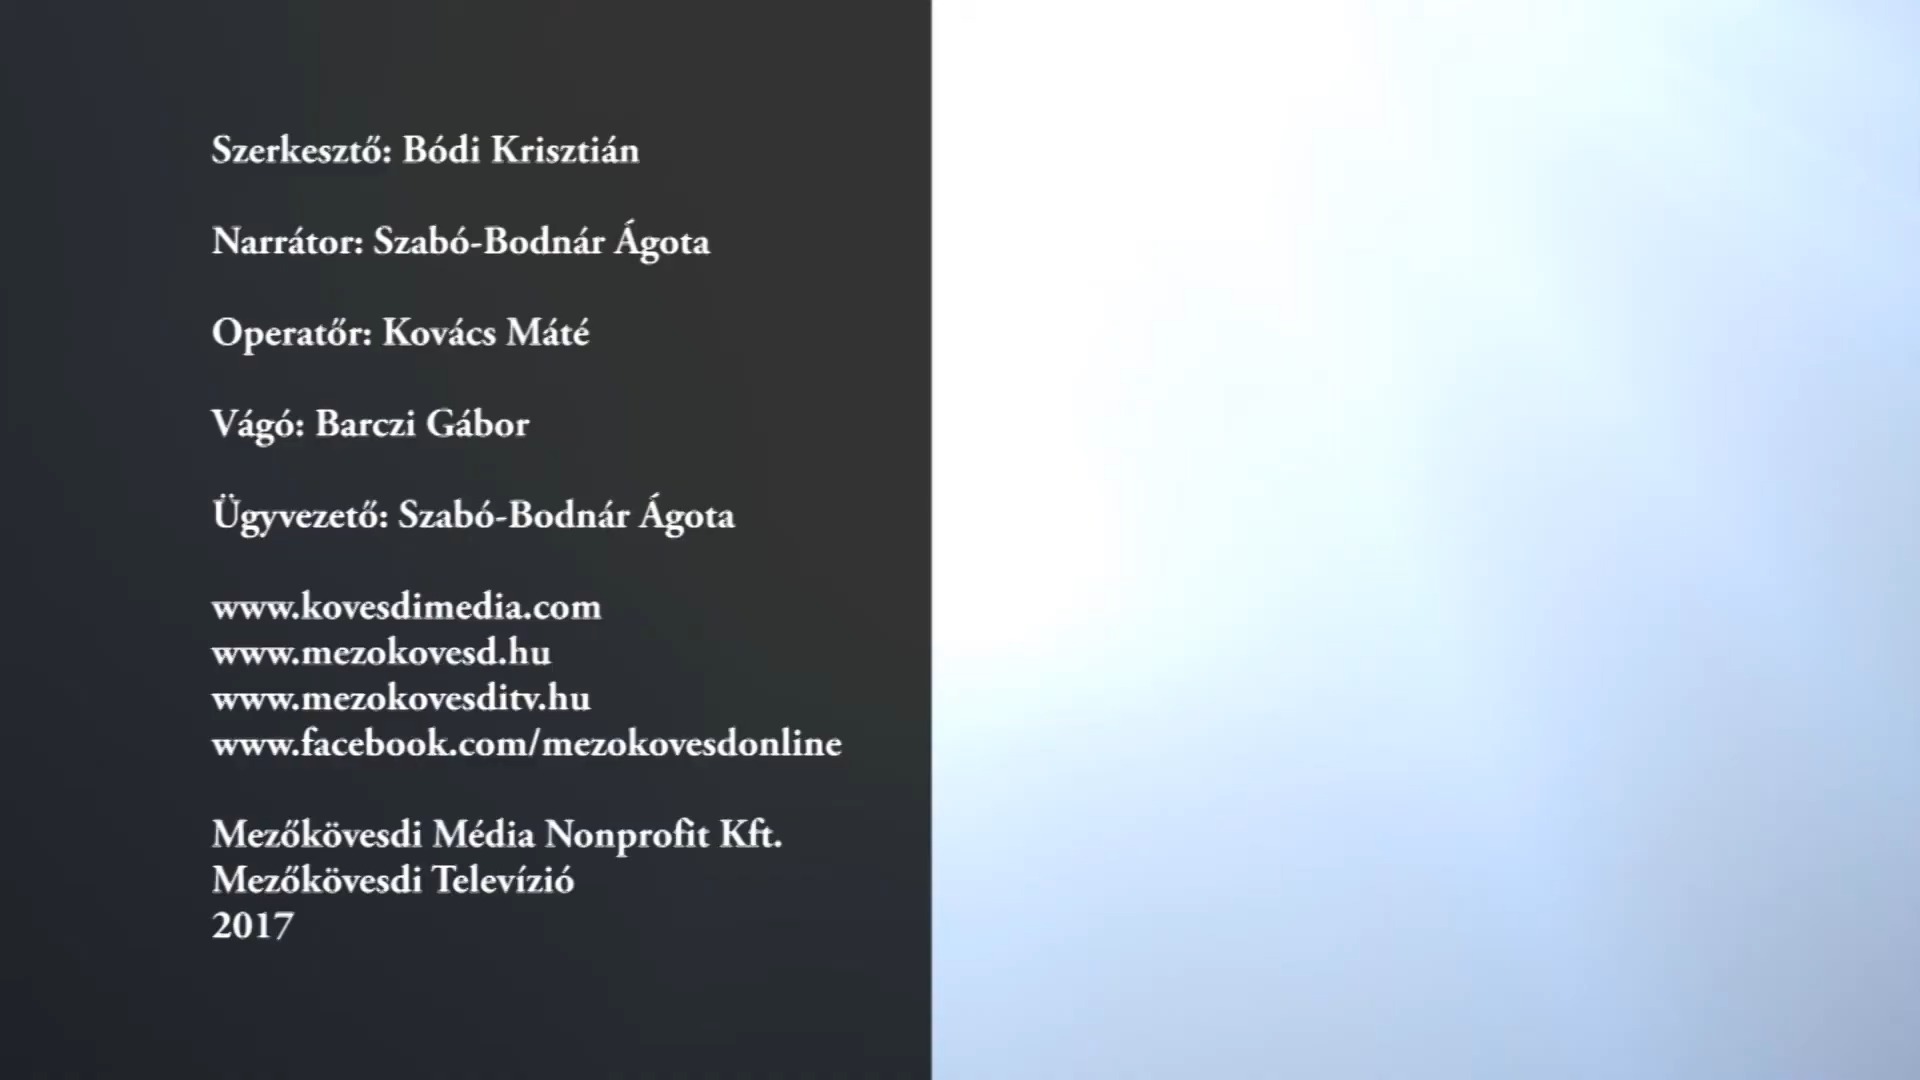 Szerkesztő: Bódi Krisztián
Narrátor: Szabó-Bodnár Ágota
Operatőr: Kovács Máté
Vágó: Barczi Gábor
Ügyvezető: Szabó-Bodnár Ágota
www.kovesdimedia.com
www.mezokovesd.hu
www.mezokovesditv.hu
www.facebook.com/mezokovesdonline
Mezőkövesdi Média Nonprofit Kft.
Mezőkövesdi Televízió
2017